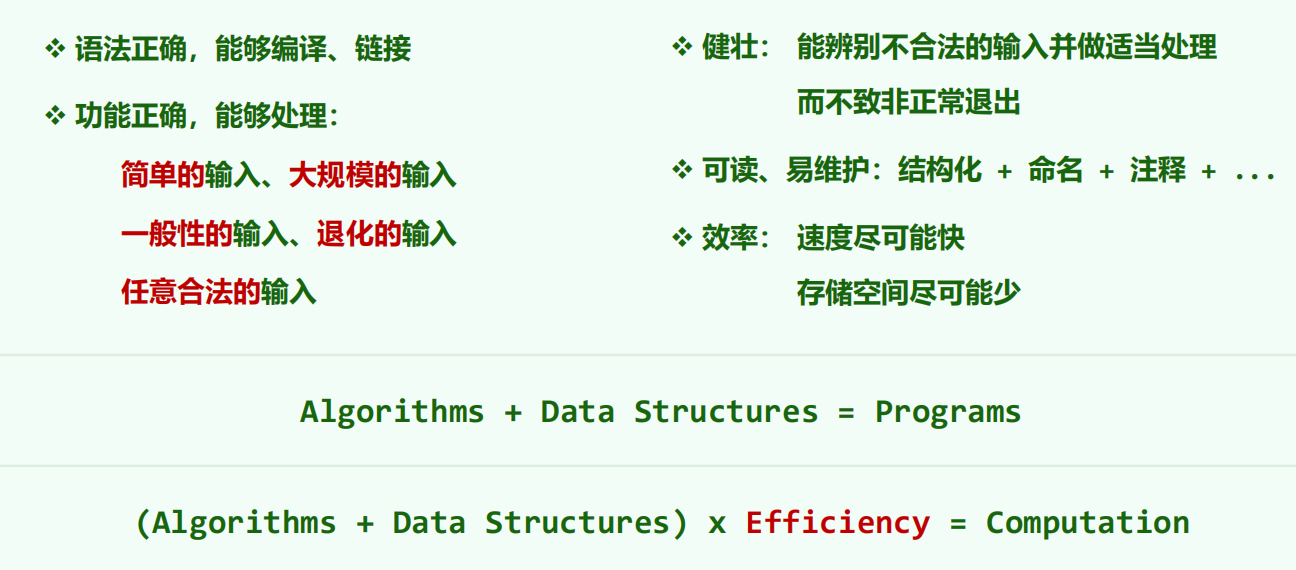 ❖ 语法正确，能够编译、链接
❖ 功能正确，能够处理：
简单的输入、大规模的输入
一般性的输入、退化的输入
任意合法的输入
❖ 健壮： 能辨别不合法的输入并做适当处理
而不致非正常退出
❖ 可读、易维护：结构化 + 命名 + 注释 + ...
❖ 效率： 速度尽可能快
存储空间尽可能少
Algorithms + Data Structures = Programs
(Algorithms + Data Structures) x Efficiency = Computation